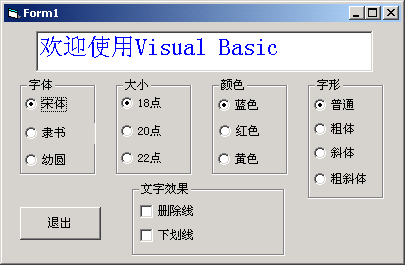 Form1
欢迎使用Visual Basic
字体
宋体
隶书
幼圆
大小
18点
20点
22点
颜色
蓝色
红色
黄色
字形
普通
粗体
斜体
粗斜体
退出
文字效果
删除线
下划线